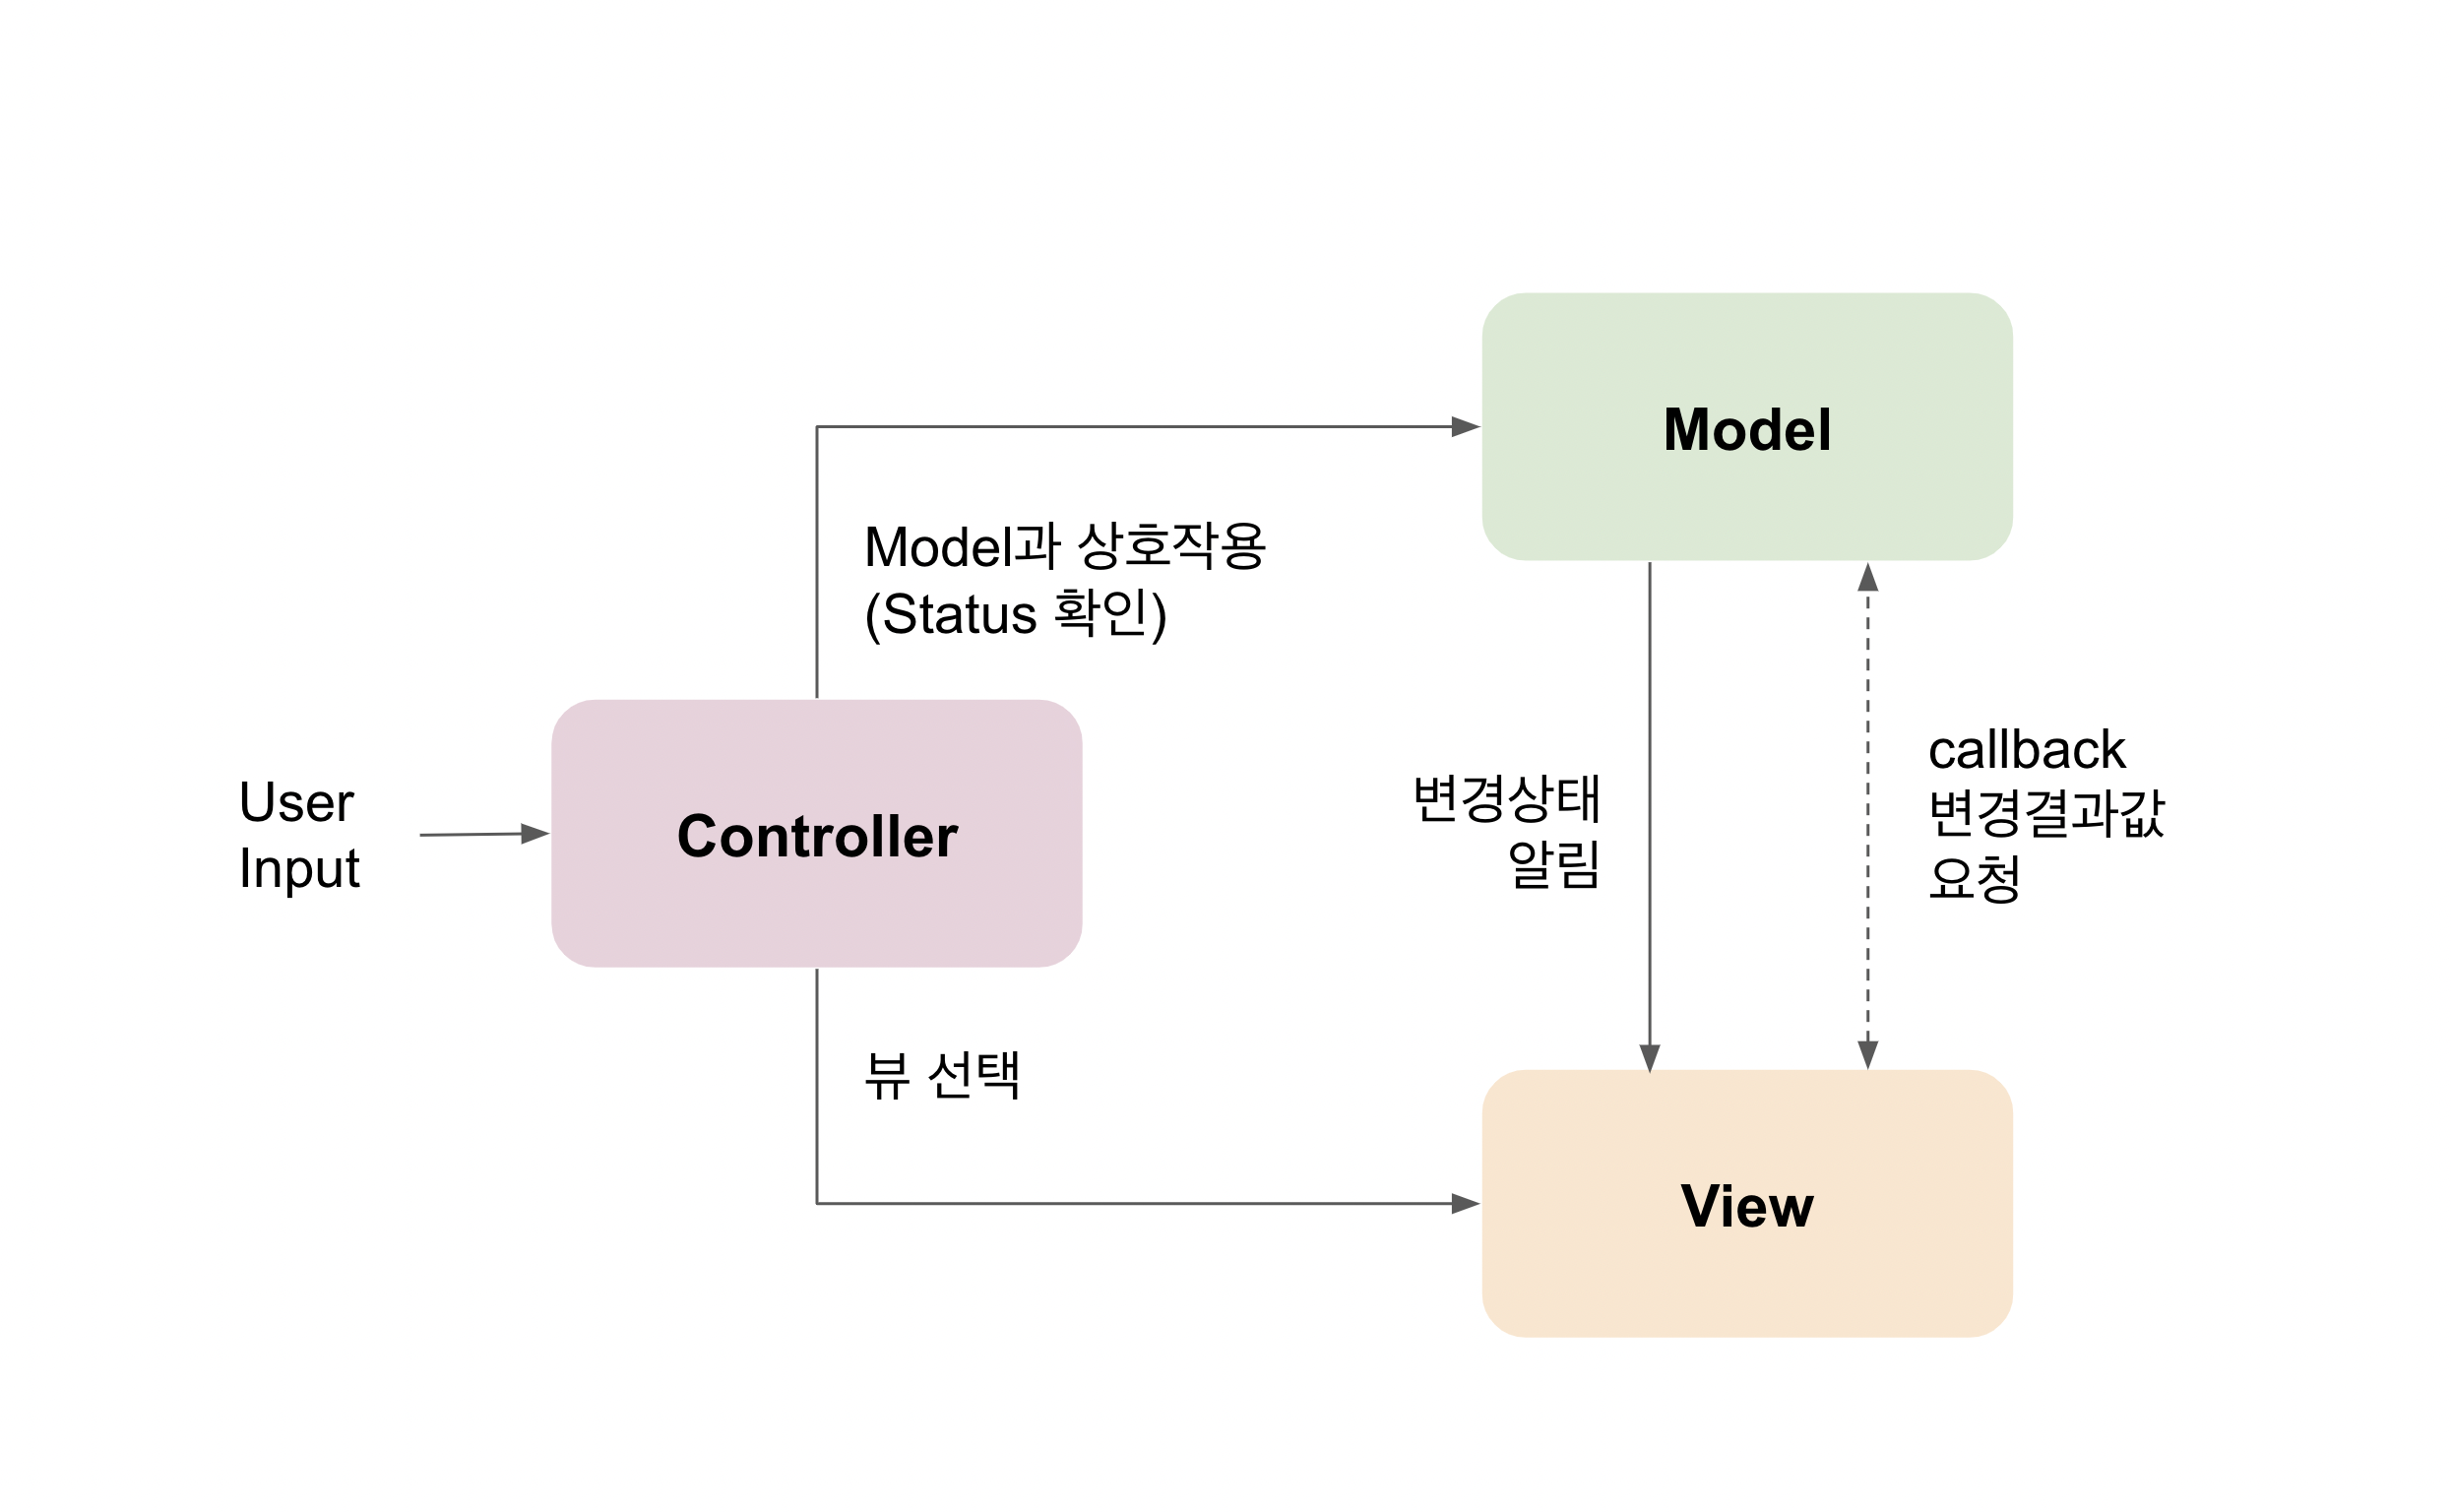 Model
Model과 상호작용
(Status 확인)
User
Input
Controller
변경상태
알림
callback
변경결과값
요청
뷰 선택
View